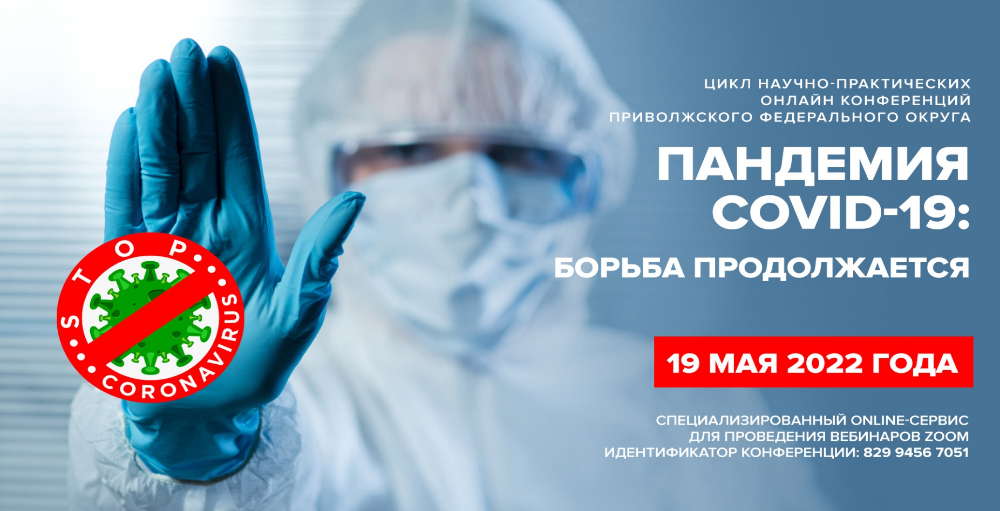 ЦИКЛ НАУЧНО-ПРАКТИЧЕСКИХ
ОНЛАЙН КОНФЕРЕНЦИЙ
ПРИВОЛЖСКОГО ФЕДЕРАЛЬНОГО ОКРУГА
ПАНДЕМИЯ
COVID-19:
БОРЬБА ПРОДОЛЖАЕТСЯ
19 МАЯ 2022 ГОДА
СПЕЦИАЛИЗИРОВАННЫЙ ONLINE-СЕРВИС
ДЛЯ ПРОВЕДЕНИЯ ВЕБИНАРОВ ZOOM
ИДЕНТИФИКАТОР КОНФЕРЕНЦИИ: 829 9456 7051
STOP
CORONAVIRUS